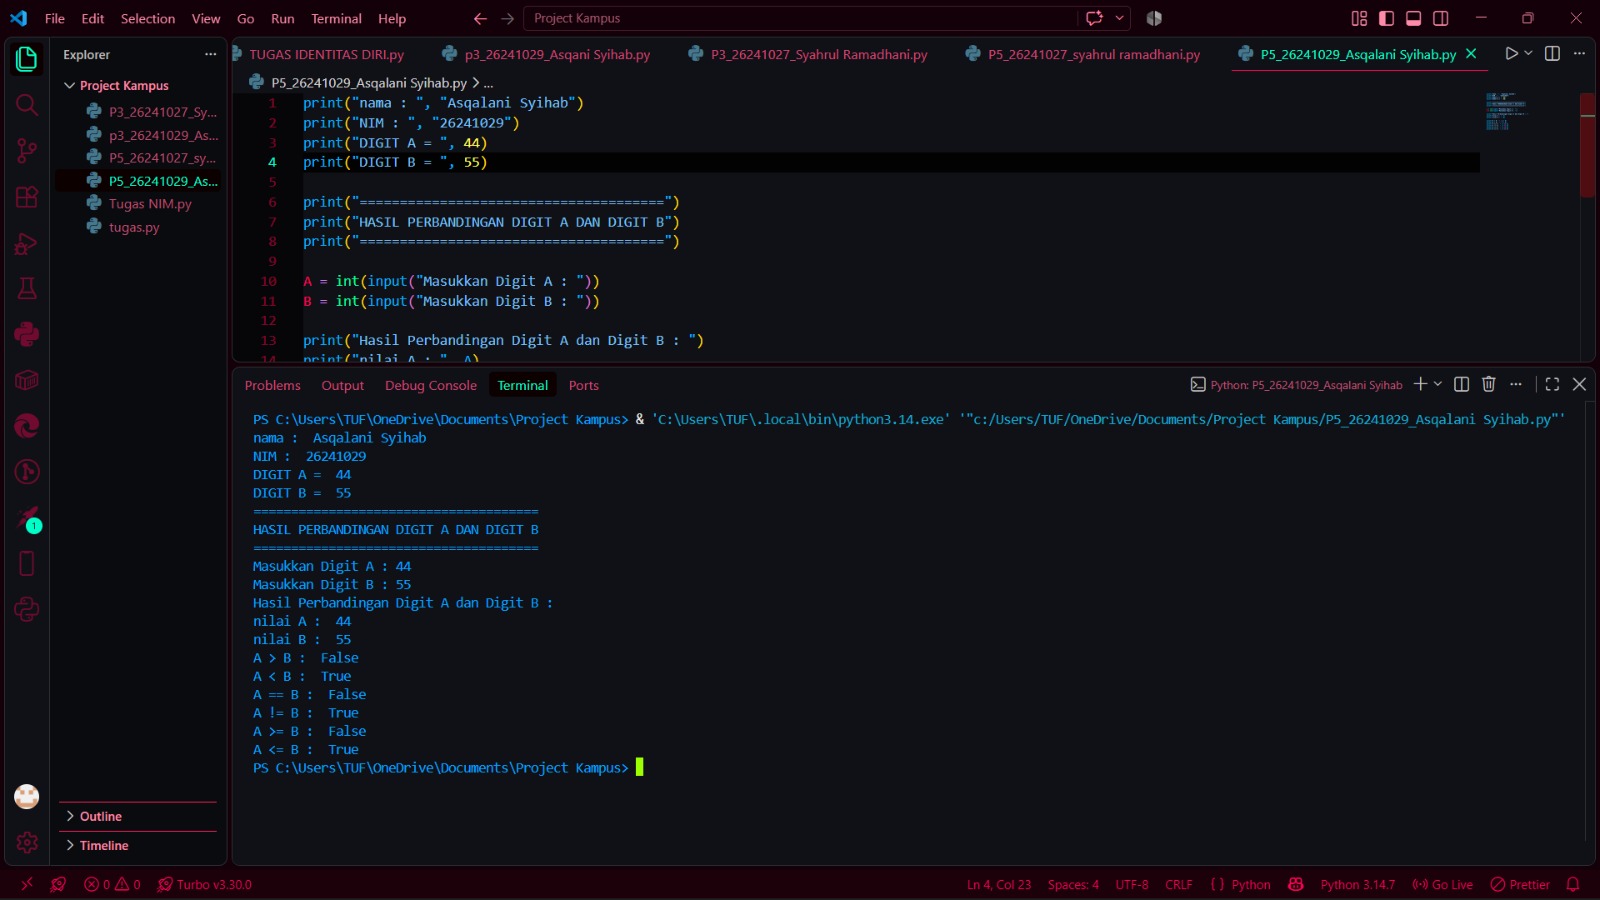 File Edit Selection View Go Run Terminal Help
Project Kampus
Explorer
Project Kampus
P3_26241027_Sy...
p3_26241029_As...
P5_26241027_sy...
P5_26241029_As...
Tugas NIM.py
tugas.py
Outline
Timeline
TUGAS IDENTITAS DIRI.py p3_26241029_Asqani Syihab.py P3_26241027_Syahrul Ramadhani.py P5_26241027_syahrul ramadhani.py P5_26241029_Asqalani Syihab.py
P5_26241029_Asqalani Syihab.py > ...
1 print("nama : ", "Asqalani Syihab")
2 print("NIM : ", "26241029")
3 print("DIGIT A = ", 44)
4 print("DIGIT B = ", 55)
5
6 print("======================================")
7 print("HASIL PERBANDINGAN DIGIT A DAN DIGIT B")
8 print("======================================")
9
10 A = int(input("Masukkan Digit A : "))
11 B = int(input("Masukkan Digit B : "))
12
13 print("Hasil Perbandingan Digit A dan Digit B : ")
14 print("nilai A : ", A)
Problems Output Debug Console Terminal Ports
Python: P5_26241029_Asqalani Syihab
PS C:\Users\TUF\OneDrive\Documents\Project Kampus> & 'C:\Users\TUF\.local\bin\python3.14.exe' '"c:/Users/TUF/OneDrive/Documents/Project Kampus/P5_26241029_Asqalani Syihab.py"'
nama :  Asqalani Syihab
NIM :  26241029
DIGIT A =  44
DIGIT B =  55
======================================
HASIL PERBANDINGAN DIGIT A DAN DIGIT B
======================================
Masukkan Digit A : 44
Masukkan Digit B : 55
Hasil Perbandingan Digit A dan Digit B :
nilai A :  44
nilai B :  55
A > B :  False
A < B :  True
A == B :  False
A != B :  True
A >= B :  False
A <= B :  True
PS C:\Users\TUF\OneDrive\Documents\Project Kampus>
1
0 0 Turbo v3.30.0
Ln 4, Col 23 Spaces: 4 UTF-8 CRLF { } Python Python 3.14.7 Go Live Prettier